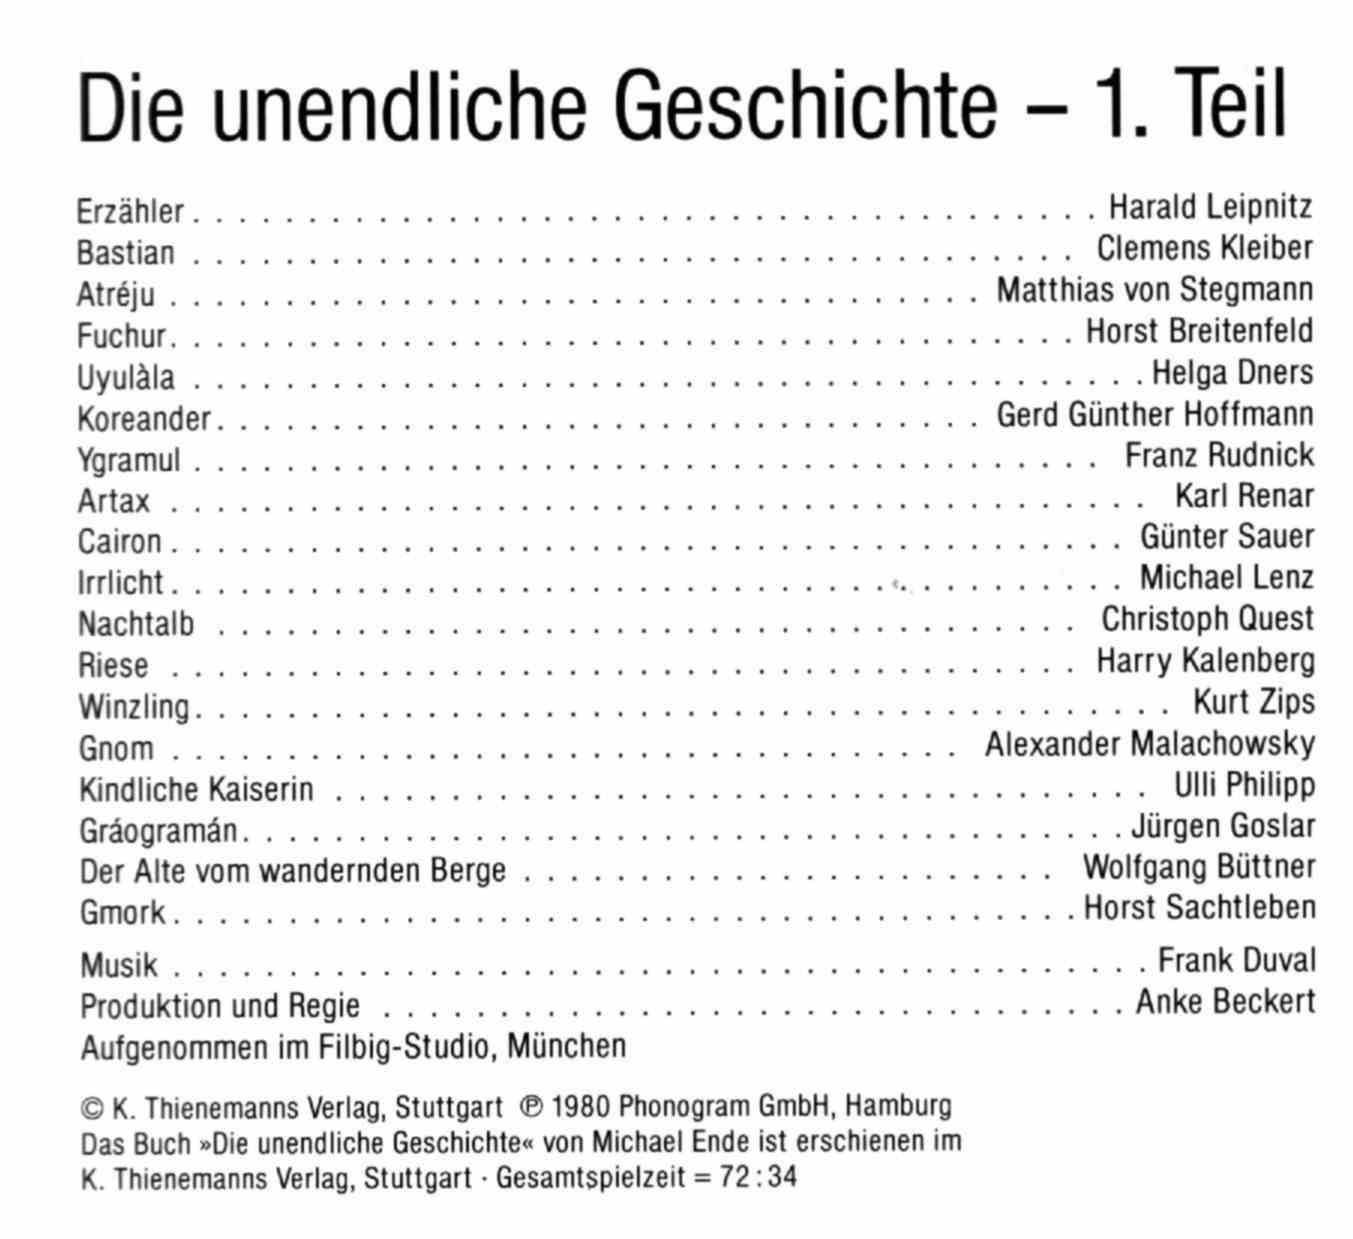 Die unendliche Geschichte – 1. Teil
Erzähler . . . . . . . . . . . . . . . . . . . . . . . . . . . . . . . . . . . . . . . Harald Leipnitz
Bastian . . . . . . . . . . . . . . . . . . . . . . . . . . . . . . . . . . . . . . Clemens Kleiber
Atréju . . . . . . . . . . . . . . . . . . . . . . . . . . . . . . . . . . . Matthias von Stegmann
Fuchur . . . . . . . . . . . . . . . . . . . . . . . . . . . . . . . . . . . . . . . Horst Breitenfeld
Uyulàla . . . . . . . . . . . . . . . . . . . . . . . . . . . . . . . . . . . . . . . . . Helga Dners
Koreander . . . . . . . . . . . . . . . . . . . . . . . . . . . . . . . . . Gerd Günther Hoffmann
Ygramul . . . . . . . . . . . . . . . . . . . . . . . . . . . . . . . . . . . . . . . Franz Rudnick
Artax . . . . . . . . . . . . . . . . . . . . . . . . . . . . . . . . . . . . . . . . . . Karl Renar
Cairon . . . . . . . . . . . . . . . . . . . . . . . . . . . . . . . . . . . . . . . . . Günter Sauer
Irrlicht . . . . . . . . . . . . . . . . . . . . . . . . . . . . . . . . . . . . . . . . . Michael Lenz
Nachtalb . . . . . . . . . . . . . . . . . . . . . . . . . . . . . . . . . . . . . Christoph Quest
Riese . . . . . . . . . . . . . . . . . . . . . . . . . . . . . . . . . . . . . . . Harry Kalenberg
Winzling . . . . . . . . . . . . . . . . . . . . . . . . . . . . . . . . . . . . . . . . . . Kurt Zips
Gnom . . . . . . . . . . . . . . . . . . . . . . . . . . . . . . . . . . Alexander Malachowsky
Kindliche Kaiserin . . . . . . . . . . . . . . . . . . . . . . . . . . . . . . . . . . . Ulli Philipp
Gráogramán . . . . . . . . . . . . . . . . . . . . . . . . . . . . . . . . . . . . . . Jürgen Goslar
Der Alte vom wandernden Berge . . . . . . . . . . . . . . . . . . . . . . . Wolfgang Büttner
Gmork . . . . . . . . . . . . . . . . . . . . . . . . . . . . . . . . . . . . . . . Horst Sachtleben
Musik . . . . . . . . . . . . . . . . . . . . . . . . . . . . . . . . . . . . . . . . . . Frank Duval
Produktion und Regie . . . . . . . . . . . . . . . . . . . . . . . . . . . . . . . . Anke Beckert
Aufgenommen im Filbig-Studio, München
© K. Thienemanns Verlag, Stuttgart ℗ 1980 Phonogram GmbH, Hamburg
Das Buch »Die unendliche Geschichte« von Michael Ende ist erschienen im
K. Thienemanns Verlag, Stuttgart · Gesamtspielzeit = 72 : 34